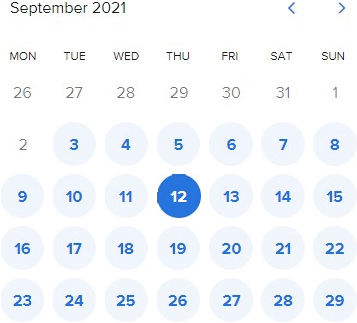 September 2021
MON TUE WED THU FRI SAT SUN
26 27 28 29 30 31 1
2 3 4 5 6 7 8
9 10 11 12 13 14 15
16 17 18 19 20 21 22
23 24 25 26 27 28 29